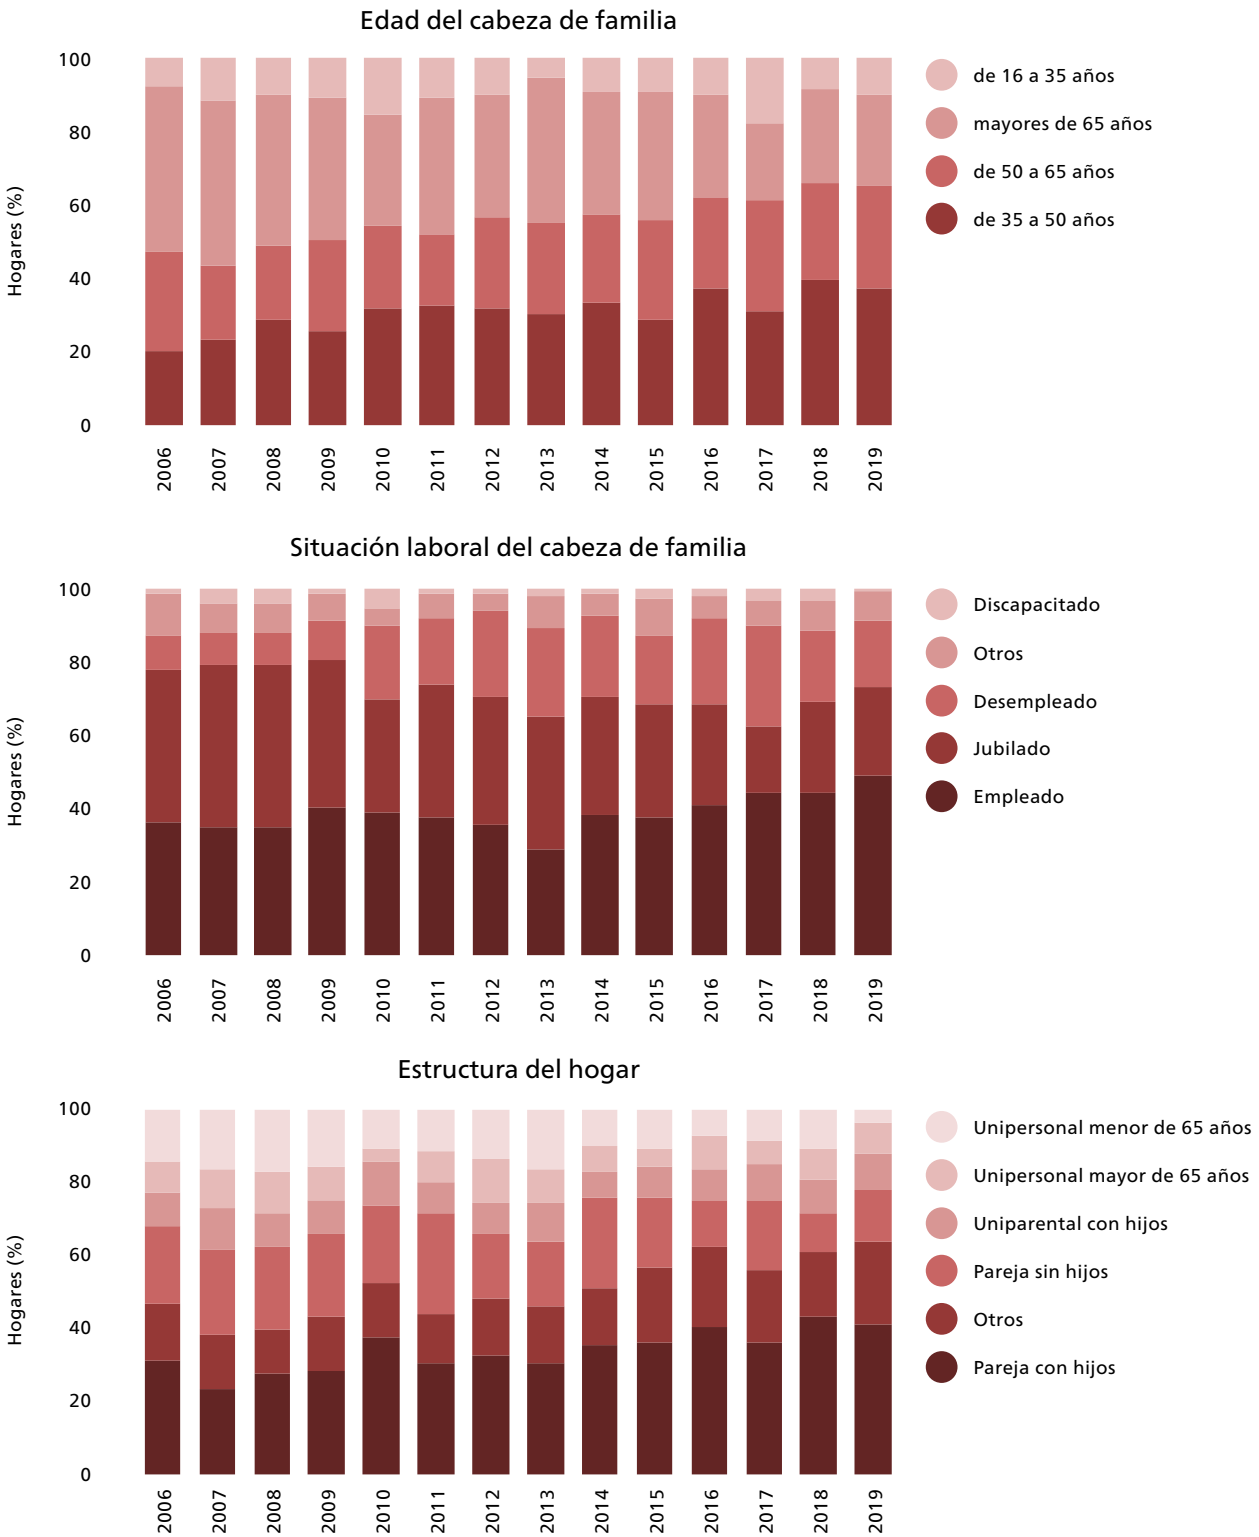 Edad del cabeza de familia
Hogares (%)
100
80
60
40
20
0
2006 2007 2008 2009 2010 2011 2012 2013 2014 2015 2016 2017 2018 2019
de 16 a 35 años
mayores de 65 años
de 50 a 65 años
de 35 a 50 años
Situación laboral del cabeza de familia
Hogares (%)
100
80
60
40
20
0
2006 2007 2008 2009 2010 2011 2012 2013 2014 2015 2016 2017 2018 2019
Discapacitado
Otros
Desempleado
Jubilado
Empleado
Estructura del hogar
Hogares (%)
100
80
60
40
20
0
2006 2007 2008 2009 2010 2011 2012 2013 2014 2015 2016 2017 2018 2019
Unipersonal menor de 65 años
Unipersonal mayor de 65 años
Uniparental con hijos
Pareja sin hijos
Otros
Pareja con hijos